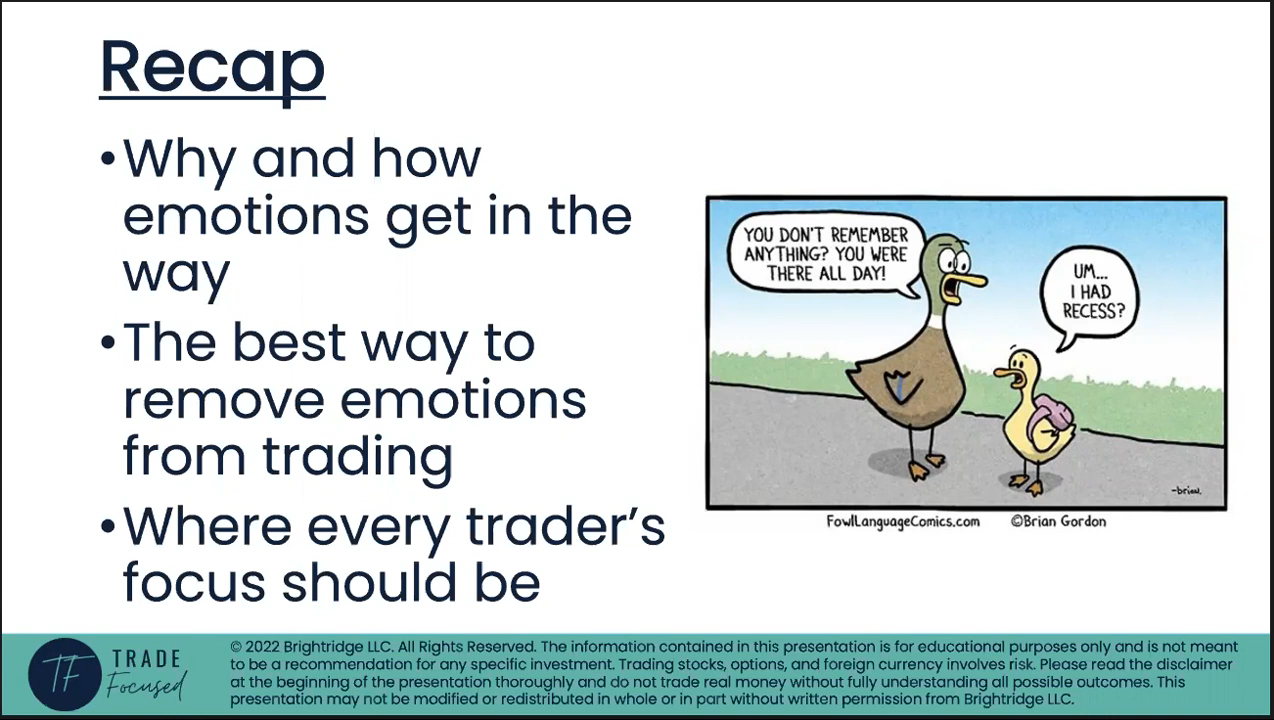 Recap
•Why and how
emotions get in the
way
•The best way to
remove emotions
from trading
•Where every trader's
focus should be
YOU DON'T REMEMBER
ANYTHING? YOU WERE
THERE ALL DAY!
UM...
I HAD
RECESS?
-brian.
FowlLanguageComics.com ©Brian Gordon
TF
TRADE
Focused
© 2022 Brightridge LLC. All Rights Reserved. The information contained in this presentation is for educational purposes only and is not meant
to be a recommendation for any specific investment. Trading stocks, options, and foreign currency involves risk. Please read the disclaimer
at the beginning of the presentation thoroughly and do not trade real money without fully understanding all possible outcomes. This
presentation may not be modified or redistributed in whole or in part without written permission from Brightridge LLC.